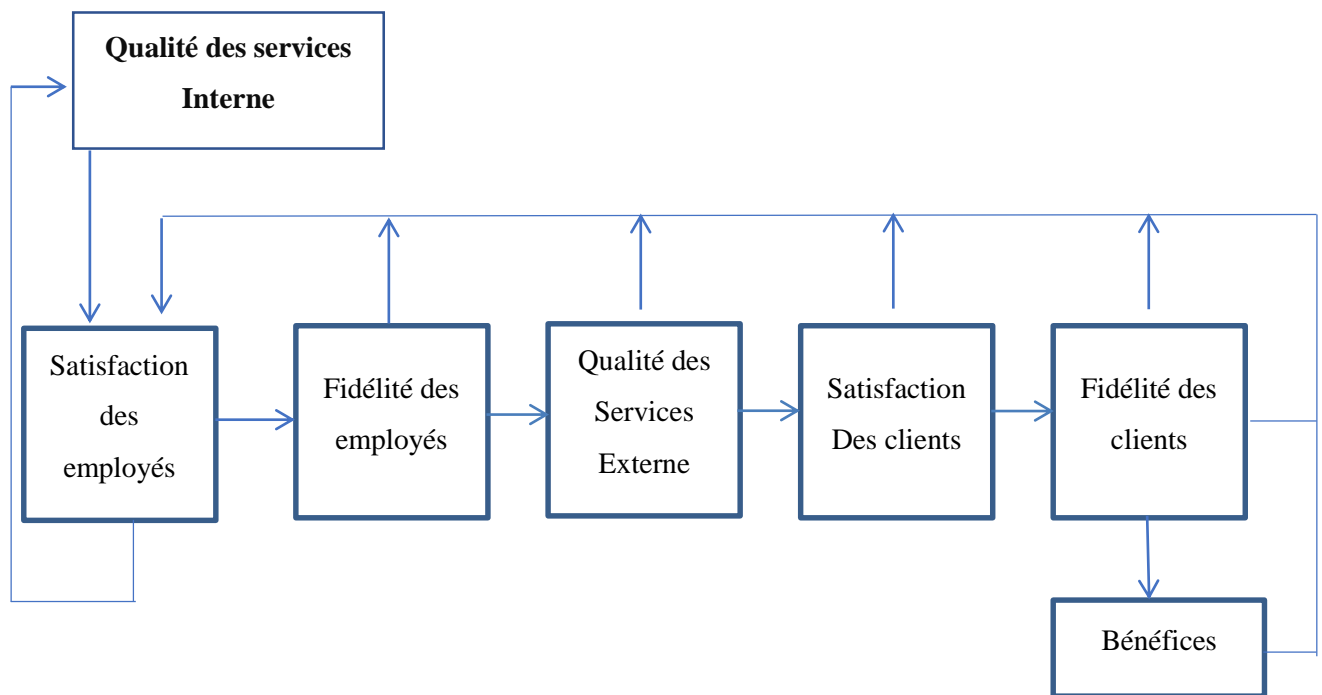 Qualité des services
Interne
Satisfaction
des
employés
Fidélité des
employés
Qualité des
Services
Externe
Satisfaction
Des clients
Fidélité des
clients
Bénéfices